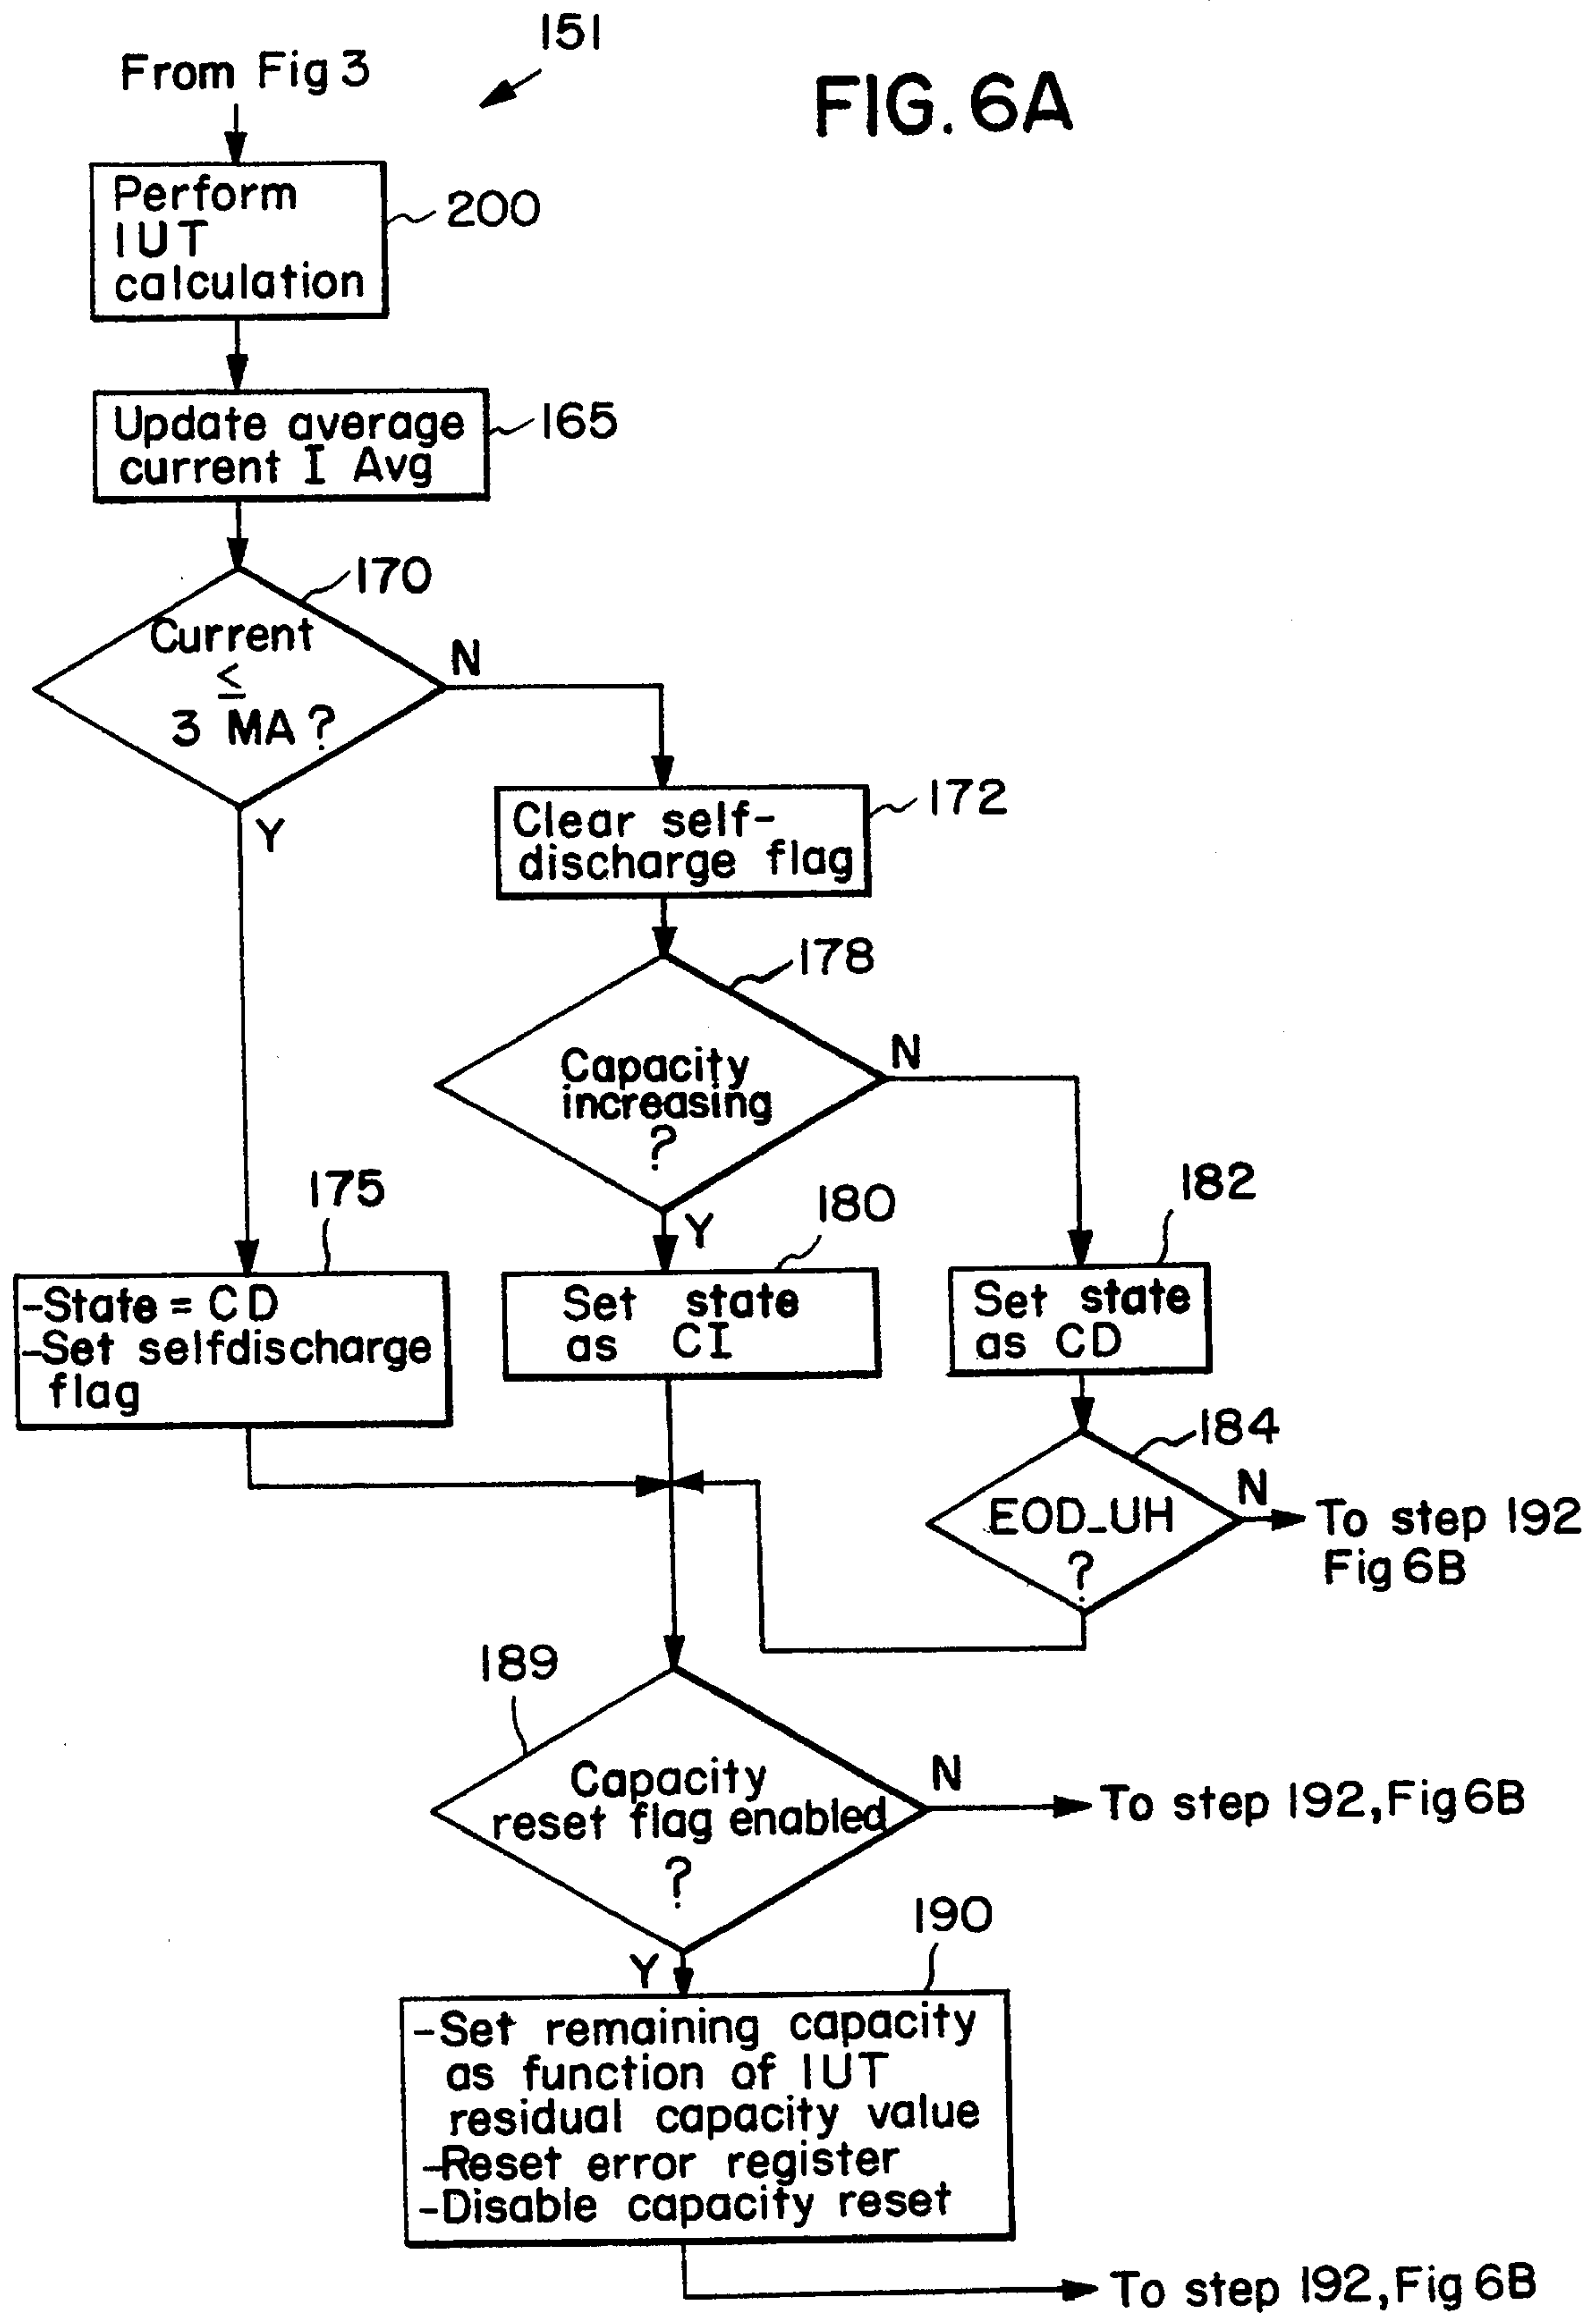 151
From Fig 3
FIG. 6A
Perform
IUT
calculation
200
Update average
current I Avg
165
170
Current
≤
3 MA?
N
Y
Clear self-
discharge flag
172
178
Capacity
increasing
?
N
Y
175
180
182
-State = CD
-Set selfdischarge
flag
Set state
as CI
Set state
as CD
184
EOD_UH
?
N
To step 192
Fig 6B
189
Capacity
reset flag enabled
?
N
To step 192, Fig 6B
Y
190
-Set remaining capacity
as function of IUT
residual capacity value
-Reset error register
-Disable capacity reset
To step 192, Fig 6B